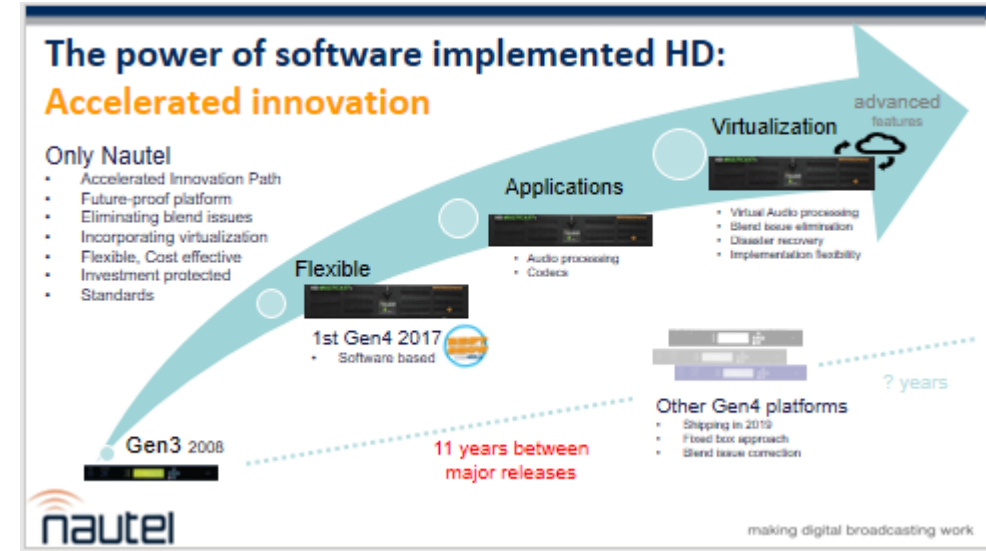 The power of software implemented HD:
Accelerated innovation
Only Nautel
Accelerated Innovation Path
Future-proof platform
Eliminating blend issues
Incorporating virtualization
Flexible, Cost effective
Investment protected
Standards
advanced
features
Virtualization
Virtual Audio processing
Blend issue elimination
Disaster recovery
Implementation flexibility
Applications
Audio processing
Codecs
Flexible
1st Gen4 2017
Software based
Gen3 2008
11 years between
major releases
Other Gen4 platforms
Shipping in 2019
Fixed box approach
Blend issue correction
? years
nautel
making digital broadcasting work